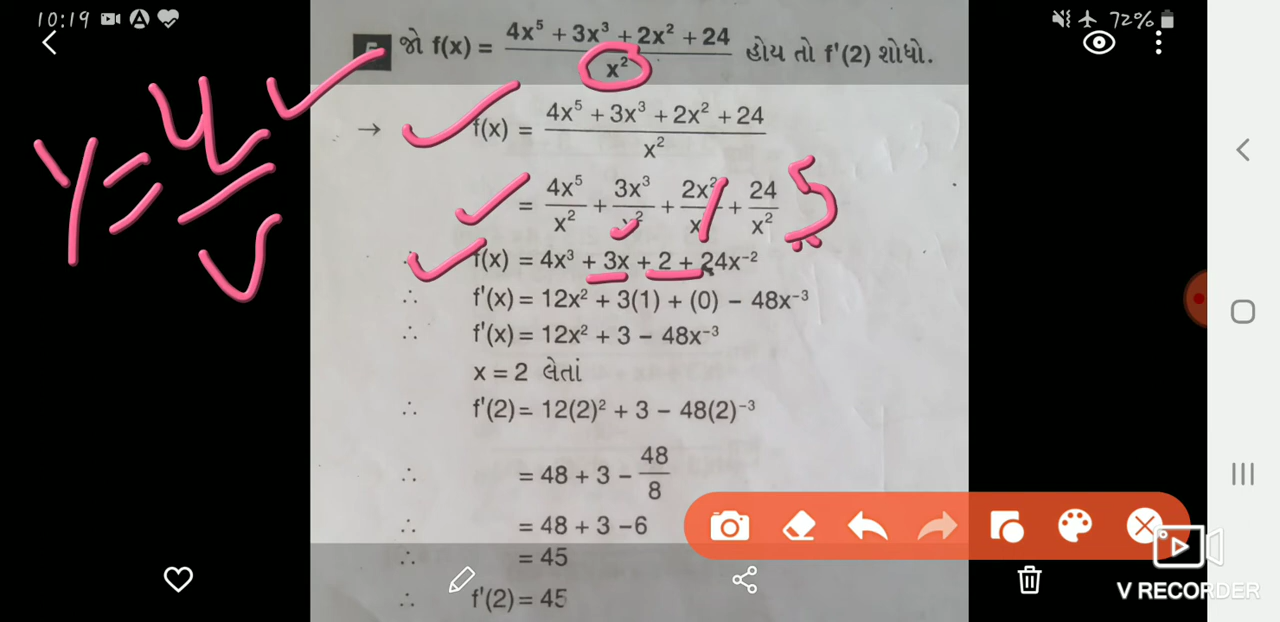 10:19 72%
જો f(x) = (4x⁵ + 3x³ + 2x² + 24) / x² હોય તો f'(2) શોધો.
→ f(x) = (4x⁵ + 3x³ + 2x² + 24) / x²
= 4x⁵/x² + 3x³/x² + 2x²/x² + 24/x² 5
∴ f(x) = 4x³ + 3x + 2 + 24x⁻²
∴ f'(x) = 12x² + 3(1) + (0) − 48x⁻³
∴ f'(x) = 12x² + 3 − 48x⁻³
x = 2 લેતાં
∴ f'(2) = 12(2)² + 3 − 48(2)⁻³
∴ = 48 + 3 − 48/8
∴ = 48 + 3 −6
∴ = 45
∴ f'(2) = 45
V RECORDER